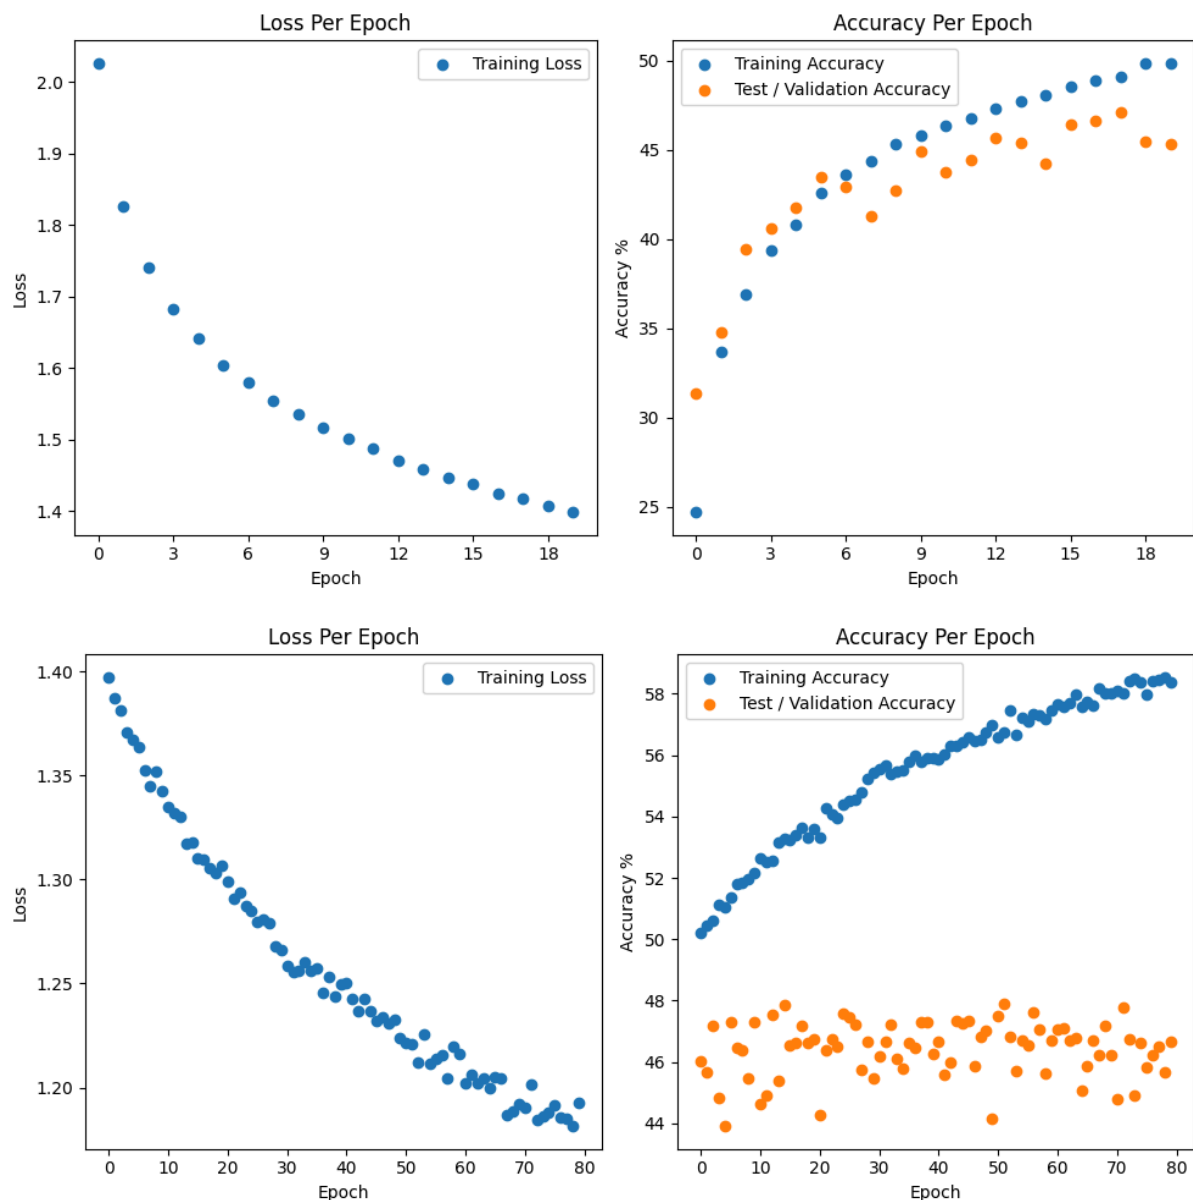 Loss Per Epoch
Training Loss
2.0
1.9
1.8
1.7
1.6
1.5
1.4
Loss
0 3 6 9 12 15 18
Epoch
Accuracy Per Epoch
Training Accuracy
Test / Validation Accuracy
50
45
40
35
30
25
Accuracy %
0 3 6 9 12 15 18
Epoch
Loss Per Epoch
Training Loss
1.40
1.35
1.30
1.25
1.20
Loss
0 10 20 30 40 50 60 70 80
Epoch
Accuracy Per Epoch
Training Accuracy
Test / Validation Accuracy
58
56
54
52
50
48
46
44
Accuracy %
0 10 20 30 40 50 60 70 80
Epoch